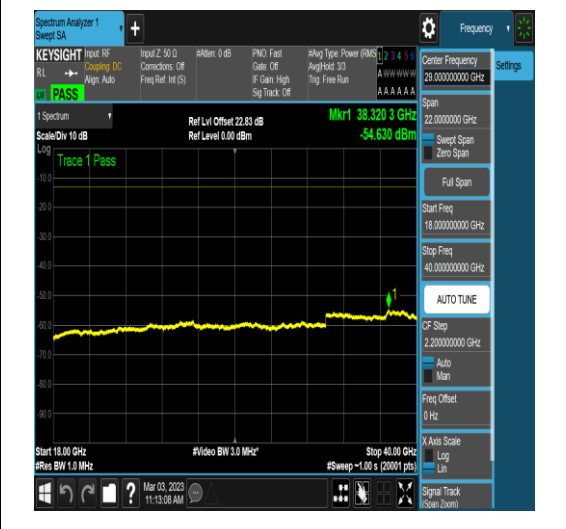 Spectrum Analyzer 1
Swept SA
Frequency
KEYSIGHT
RL
Input: RF
Coupling: DC
Align: Auto
Input Z: 50 Ω
Corrections: Off
Freq Ref: Int (S)
#Atten: 0 dB
PNO: Fast
Gate: Off
IF Gain: High
Sig Track: Off
#Avg Type: Power (RMS
Avg|Hold: 3/3
Trig: Free Run
1 2 3 4 5 6
A W W W W W
A A A A A A
PASS
1 Spectrum
Scale/Div 10 dB
Ref Lvl Offset 22.83 dB
Ref Level 0.00 dBm
Mkr1 38.320 3 GHz
-54.630 dBm
Log
Trace 1 Pass
-10.0
-20.0
-30.0
-40.0
-50.0
-60.0
-70.0
-80.0
-90.0
1
Start 18.00 GHz
#Res BW 1.0 MHz
#Video BW 3.0 MHz*
Stop 40.00 GHz
#Sweep ~1.00 s (20001 pts)
Mar 03, 2023
11:13:08 AM
?
Settings
Center Frequency
29.000000000 GHz
Span
22.0000000 GHz
Swept Span
Zero Span
Full Span
Start Freq
18.000000000 GHz
Stop Freq
40.000000000 GHz
AUTO TUNE
CF Step
2.200000000 GHz
Auto
Man
Freq Offset
0 Hz
X Axis Scale
Log
Lin
Signal Track
(Span Zoom)